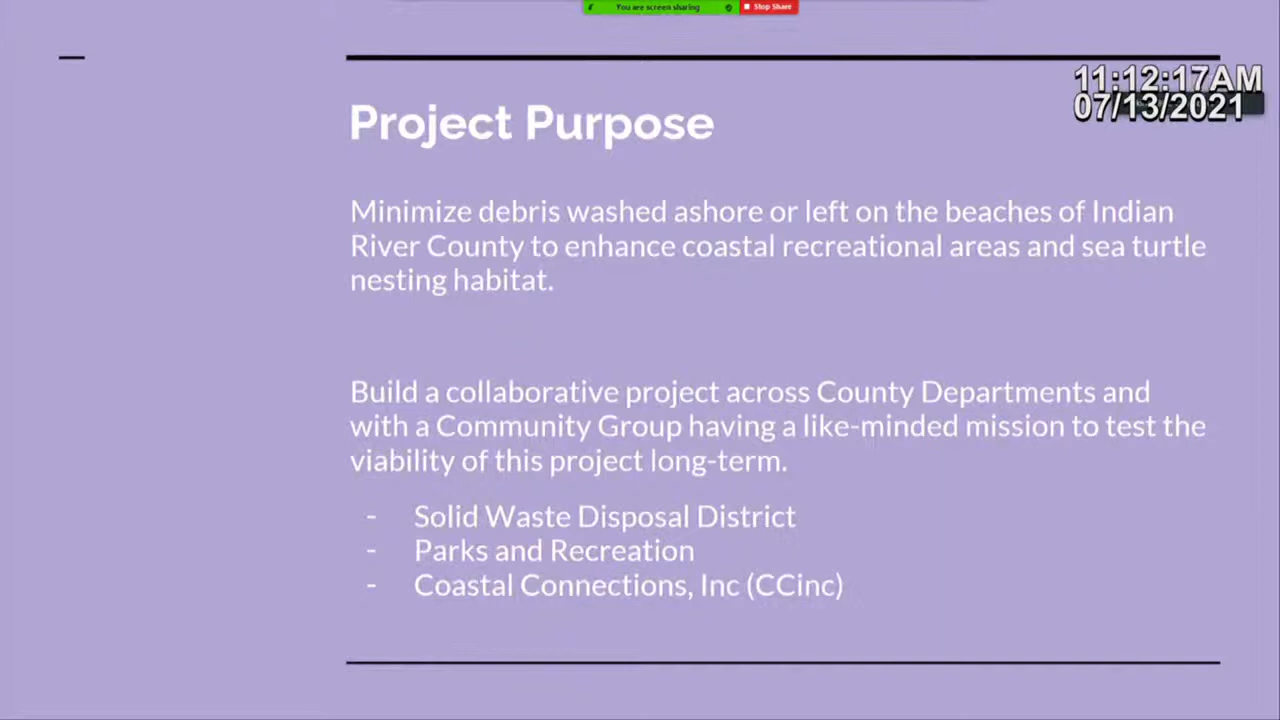 You are screen sharing
Stop Share
11:12:17AM
07/13/2021
Project Purpose
Minimize debris washed ashore or left on the beaches of Indian
River County to enhance coastal recreational areas and sea turtle
nesting habitat.
Build a collaborative project across County Departments and
with a Community Group having a like-minded mission to test the
viability of this project long-term.
- Solid Waste Disposal District
- Parks and Recreation
- Coastal Connections, Inc (CCinc)